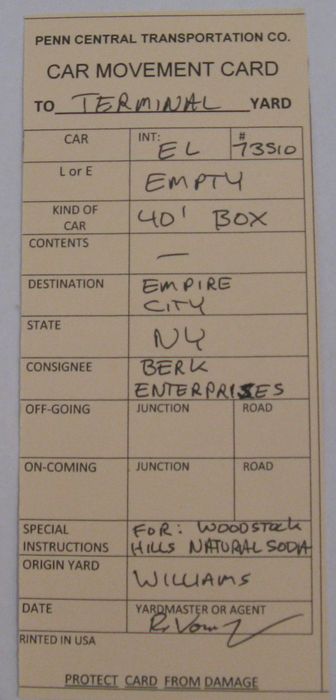 PENN CENTRAL TRANSPORTATION CO.
CAR MOVEMENT CARD
TO TERMINAL YARD
CAR INT: EL # 73510
L or E EMPTY
KIND OF CAR 40' BOX
CONTENTS —
DESTINATION EMPIRE
CITY
STATE NY
CONSIGNEE BERK
ENTERPRISES
OFF-GOING JUNCTION ROAD
ON-COMING JUNCTION ROAD
SPECIAL FOR: WOODSTOCK
INSTRUCTIONS HILLS NATURAL SODA
ORIGIN YARD WILLIAMS
DATE YARDMASTER OR AGENT
RINTED IN USA
PROTECT CARD FROM DAMAGE